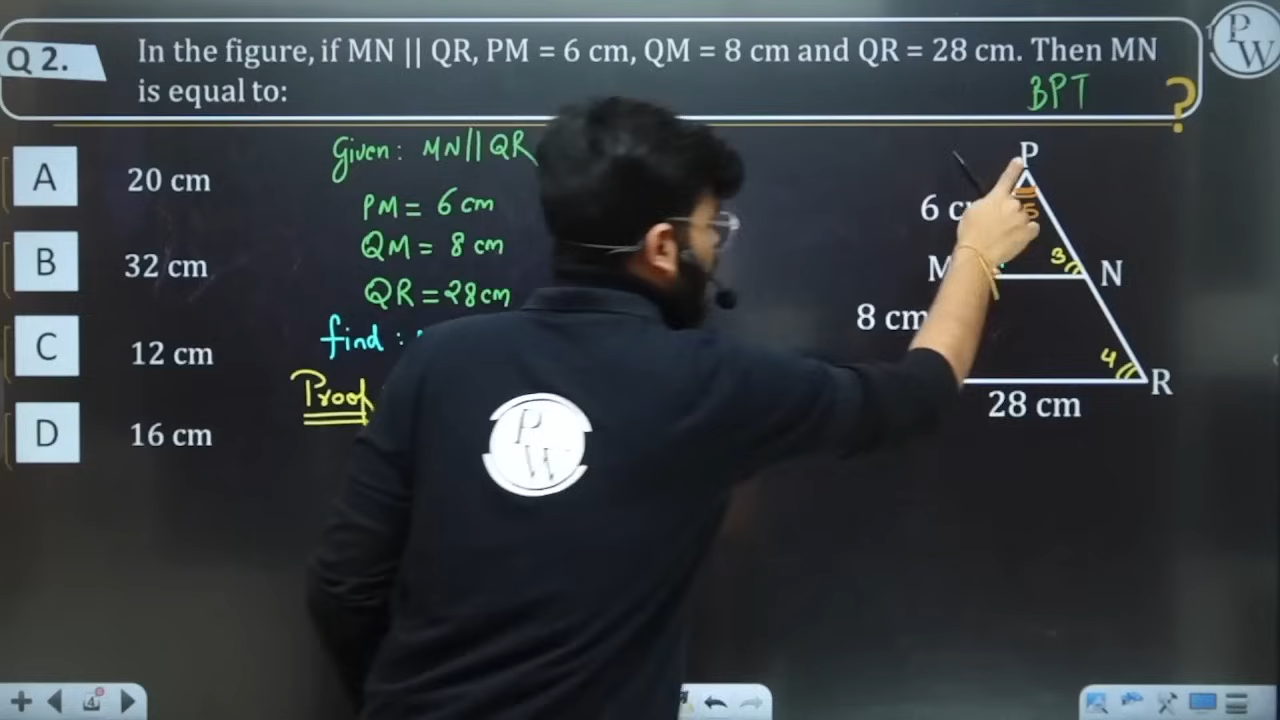 Q 2.
In the figure, if MN || QR, PM = 6 cm, QM = 8 cm and QR = 28 cm. Then MN
is equal to:
BPT
?
P
W
A 20 cm
B 32 cm
C 12 cm
D 16 cm
Given: MN || QR
PM = 6 cm
QM = 8 cm
QR = 28 cm
find :
Proof
P
6
5
M
3
N
8 cm
4
R
28 cm
P
W